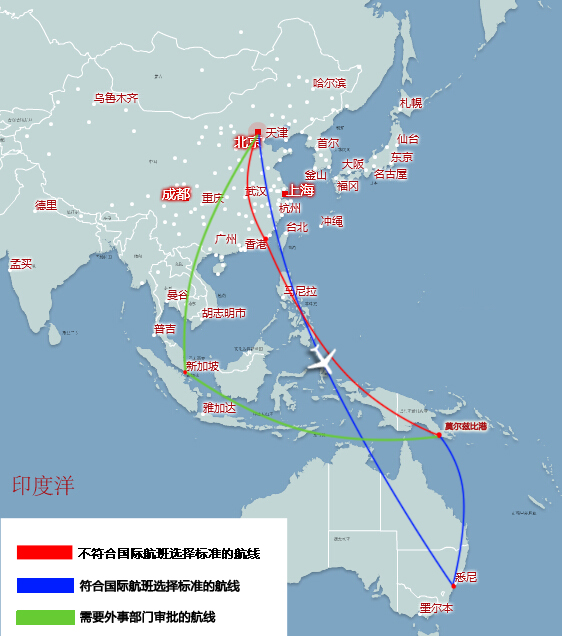 哈尔滨
乌鲁木齐
札幌
天津
北京
首尔
仙台
大阪
东京
釜山
名古屋
福冈
成都
重庆
武汉
上海
杭州
德里
冲绳
台北
广州
香港
孟买
曼谷
马尼拉
胡志明市
普吉
新加坡
雅加达
莫尔兹比港
印度洋
悉尼
墨尔本
不符合国际航班选择标准的航线
符合国际航班选择标准的航线
需要外事部门审批的航线